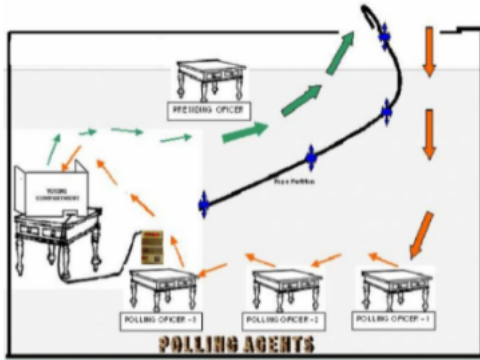 PRESIDING OFICER
VOTING
COMPARTMENT
Rope Partition
POLLING OFICER -3
POLLING OFICER -2
POLLING OFICER -1
POLLING AGENTS